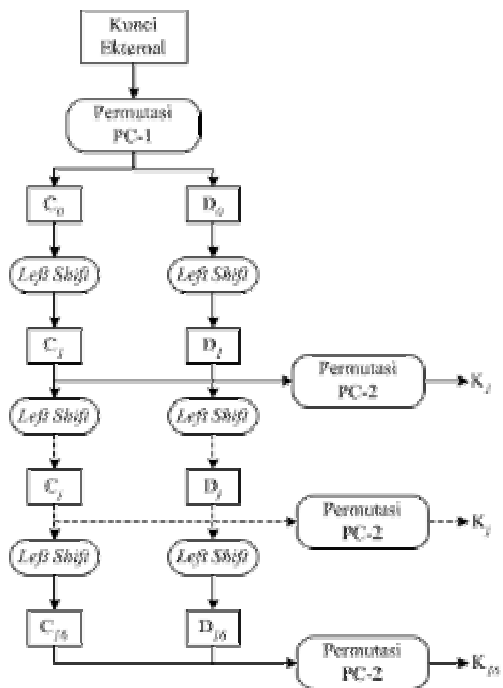 Kunci
Eksternal
Permutasi
PC-1
C0 D0
Left Shift Left Shift
C1 D1
Permutasi
PC-2
K1
Left Shift Left Shift
Cj Dj
Permutasi
PC-2
Kj
Left Shift Left Shift
C16 D16
Permutasi
PC-2
K16